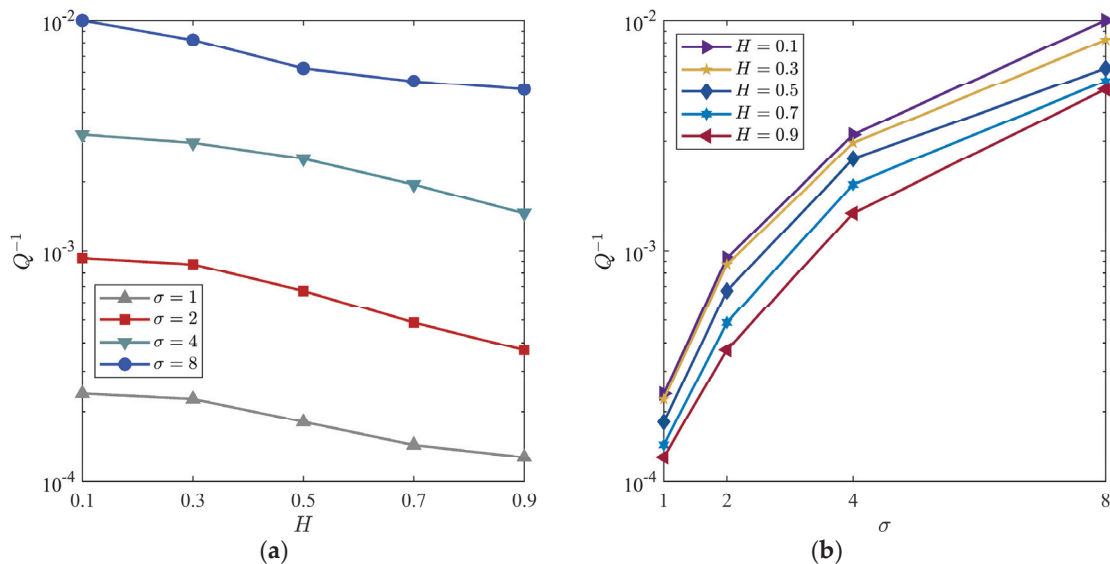 10⁻²
10⁻³
10⁻⁴
Q⁻¹
σ = 1
σ = 2
σ = 4
σ = 8
0.1 0.3 0.5 0.7 0.9
H
(a)
10⁻²
10⁻³
10⁻⁴
Q⁻¹
H = 0.1
H = 0.3
H = 0.5
H = 0.7
H = 0.9
1 2 4 8
σ
(b)